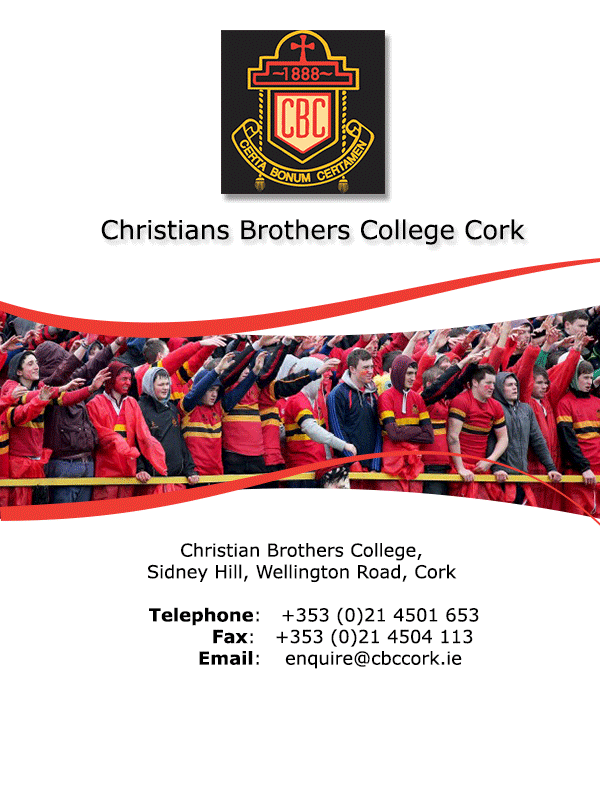 ~1888~
CBC
CERTA BONUM CERTAMEN
Christians Brothers College Cork
Christian Brothers College,
Sidney Hill, Wellington Road, Cork
Telephone: +353 (0)21 4501 653
Fax: +353 (0)21 4504 113
Email: enquire@cbccork.ie